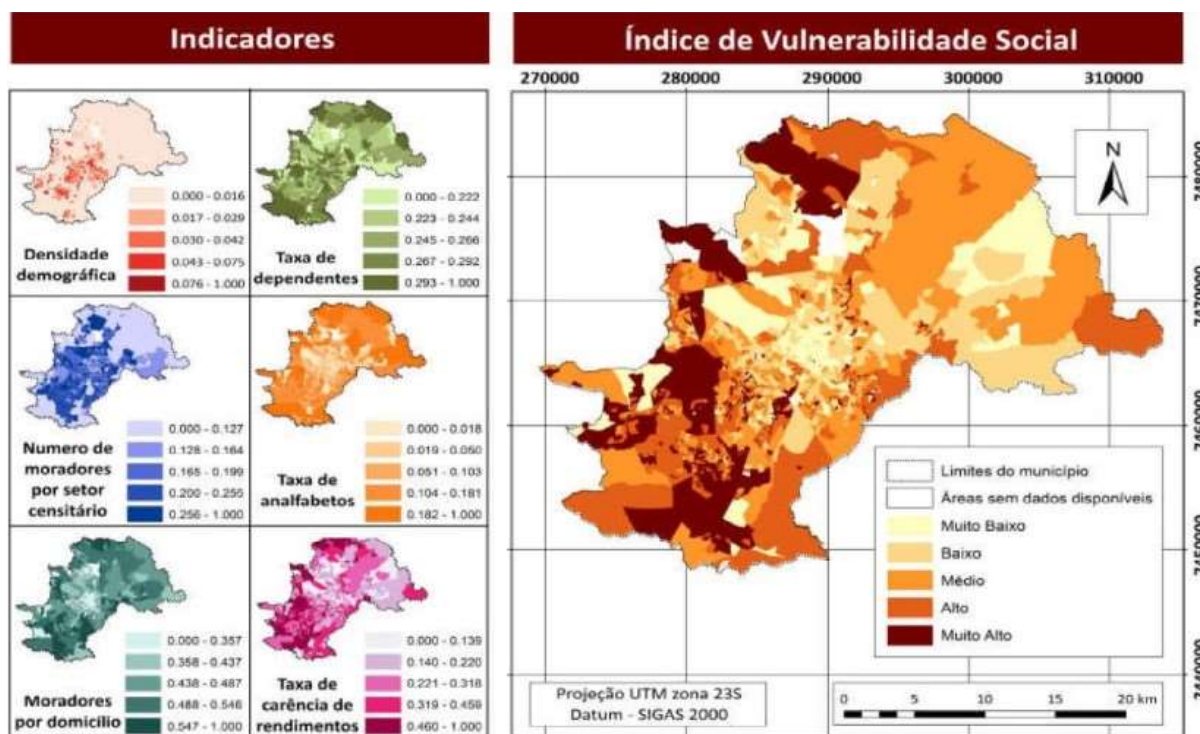 Indicadores
Densidade
demográfica
0.000 - 0.016
0.017 - 0.029
0.030 - 0.042
0.043 - 0.075
0.076 - 1.000
Taxa de
dependentes
0.000 - 0.222
0.223 - 0.244
0.245 - 0.266
0.267 - 0.292
0.293 - 1.000
Numero de
moradores
por setor
censitário
0.000 - 0.127
0.128 - 0.164
0.165 - 0.199
0.200 - 0.255
0.256 - 1.000
Taxa de
analfabetos
0.000 - 0.018
0.019 - 0.050
0.051 - 0.103
0.104 - 0.181
0.182 - 1.000
Moradores
por domicílio
0.000 - 0.357
0.358 - 0.437
0.438 - 0.487
0.488 - 0.546
0.547 - 1.000
Taxa de
carência de
rendimentos
0.000 - 0.139
0.140 - 0.220
0.221 - 0.318
0.319 - 0.459
0.460 - 1.000
Índice de Vulnerabilidade Social
270000 280000 290000 300000 310000
N
7480000
7470000
7460000
7450000
7440000
Limites do município
Áreas sem dados disponíveis
Muito Baixo
Baixo
Médio
Alto
Muito Alto
Projeção UTM zona 23S
Datum - SIGAS 2000
0 5 10 15 20 km